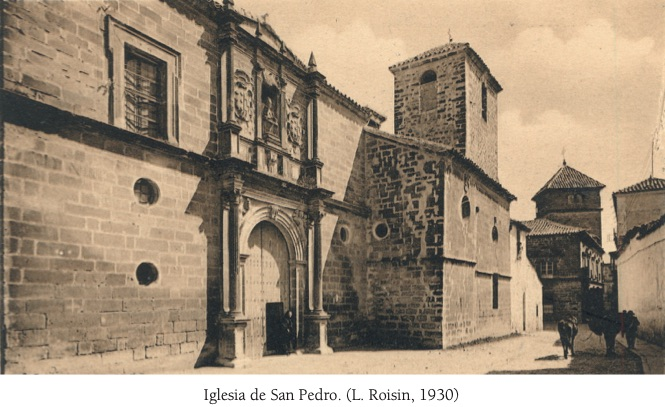 Iglesia de San Pedro. (L. Roisin, 1930)